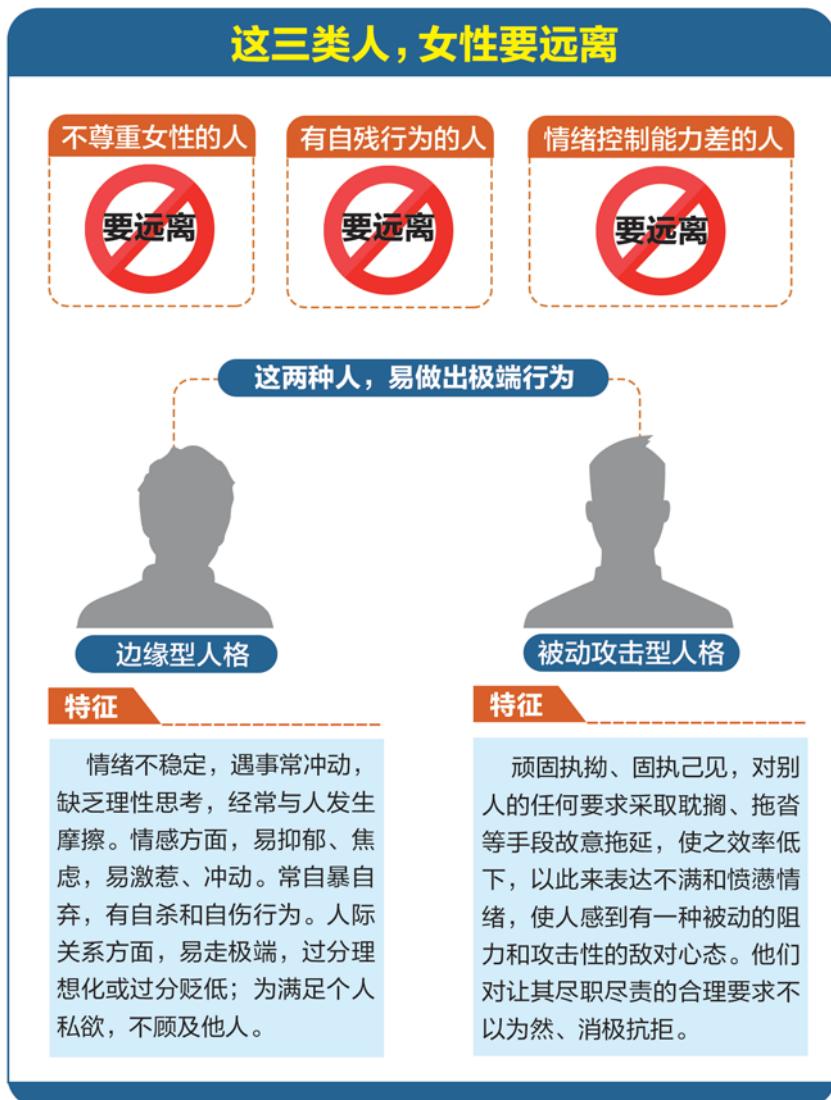 这三类人，女性要远离
不尊重女性的人
有自残行为的人
情绪控制能力差的人
要远离
要远离
要远离
这两种人，易做出极端行为
边缘型人格
特征
情绪不稳定，遇事常冲动，
缺乏理性思考，经常与人发生
摩擦。情感方面，易抑郁、焦
虑，易激惹、冲动。常自暴自
弃，有自杀和自伤行为。人际
关系方面，易走极端，过分理
想化或过分贬低；为满足个人
私欲，不顾及他人。
被动攻击型人格
特征
顽固执拗、固执己见，对别
人的任何要求采取耽搁、拖沓
等手段故意拖延，使之效率低
下，以此来表达不满和愤懑情
绪，使人感到有一种被动的阻
力和攻击性的敌对心态。他们
对让其尽职尽责的合理要求不
以为然、消极抗拒。